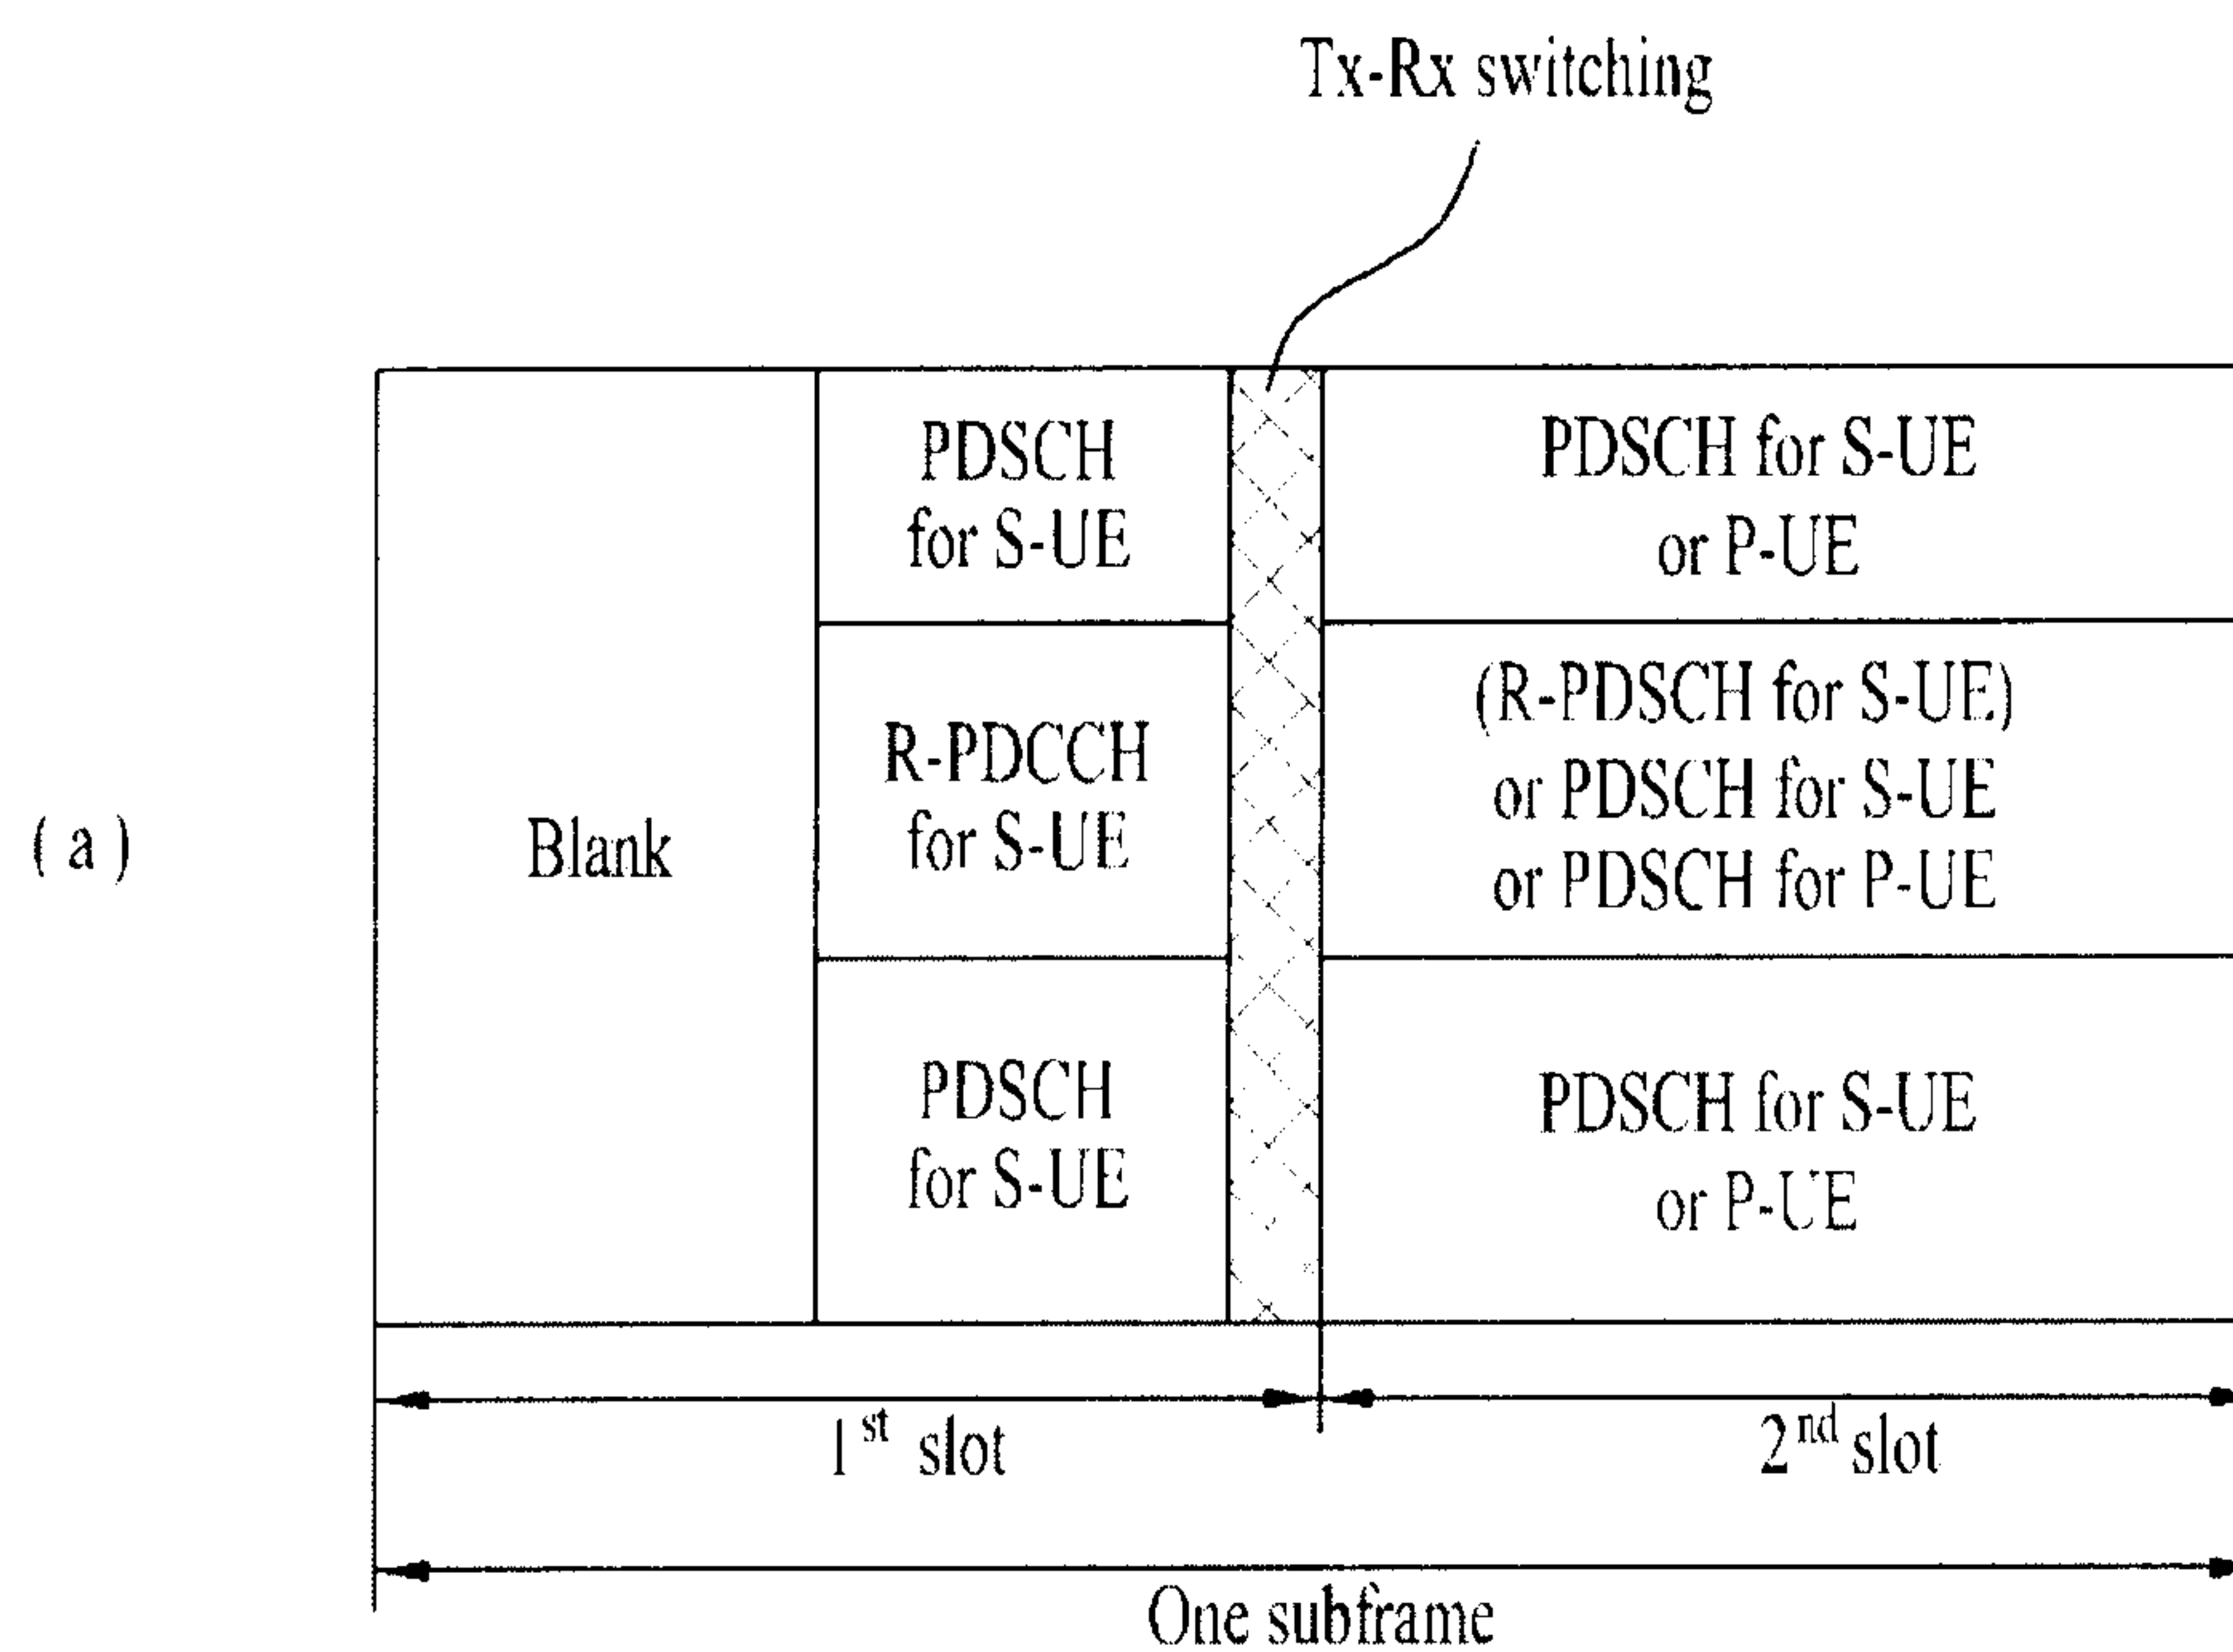 Tx-Rx switching
PDSCH
for S-UE
PDSCH for S-UE
or P-UE
(a)
Blank
R-PDCCH
for S-UE
(R-PDSCH for S-UE)
or PDSCH for S-UE
or PDSCH for P-UE
PDSCH
for S-UE
PDSCH for S-UE
or P-UE
1st slot
2nd slot
One subframe